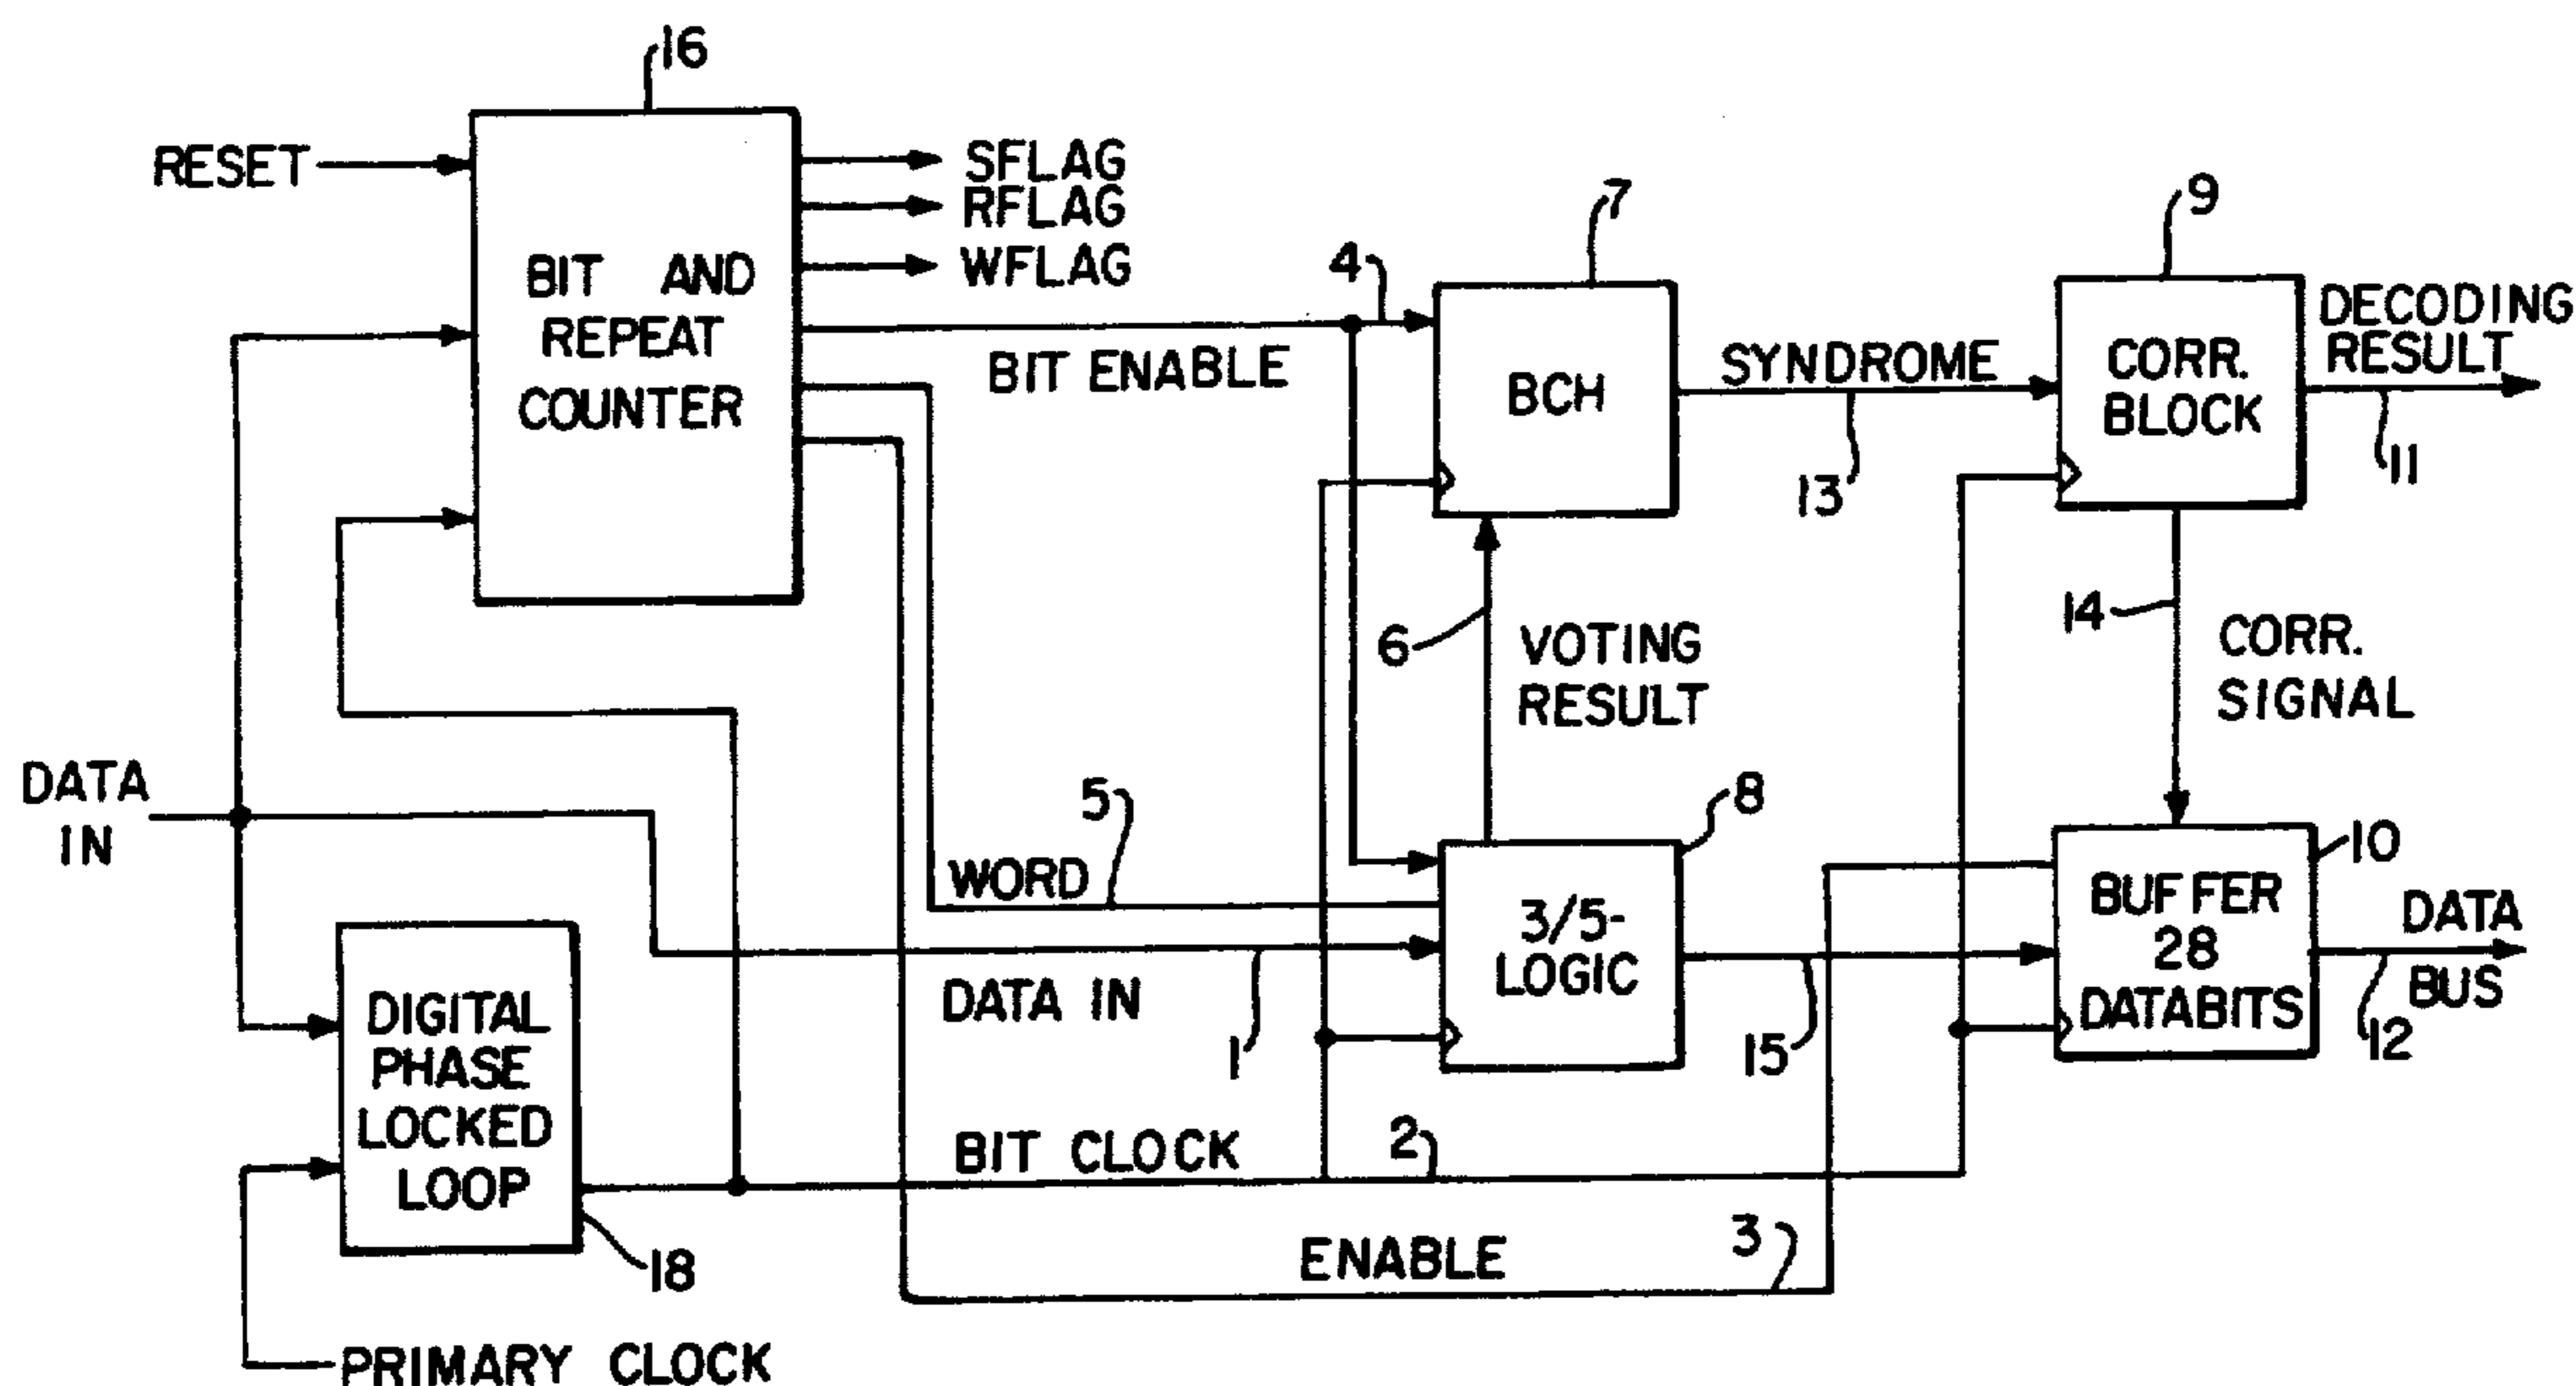 16
RESET
SFLAG
RFLAG
WFLAG
BIT AND
REPEAT
COUNTER
4
BIT ENABLE
7
BCH
SYNDROME
13
9
CORR.
BLOCK
DECODING
RESULT
11
6
VOTING
RESULT
14
CORR.
SIGNAL
DATA
IN
5
WORD
DATA IN
1
8
3/5-
LOGIC
15
10
BUFFER
28
DATABITS
DATA
BUS
12
DIGITAL
PHASE
LOCKED
LOOP
18
BIT CLOCK
2
ENABLE
3
PRIMARY CLOCK